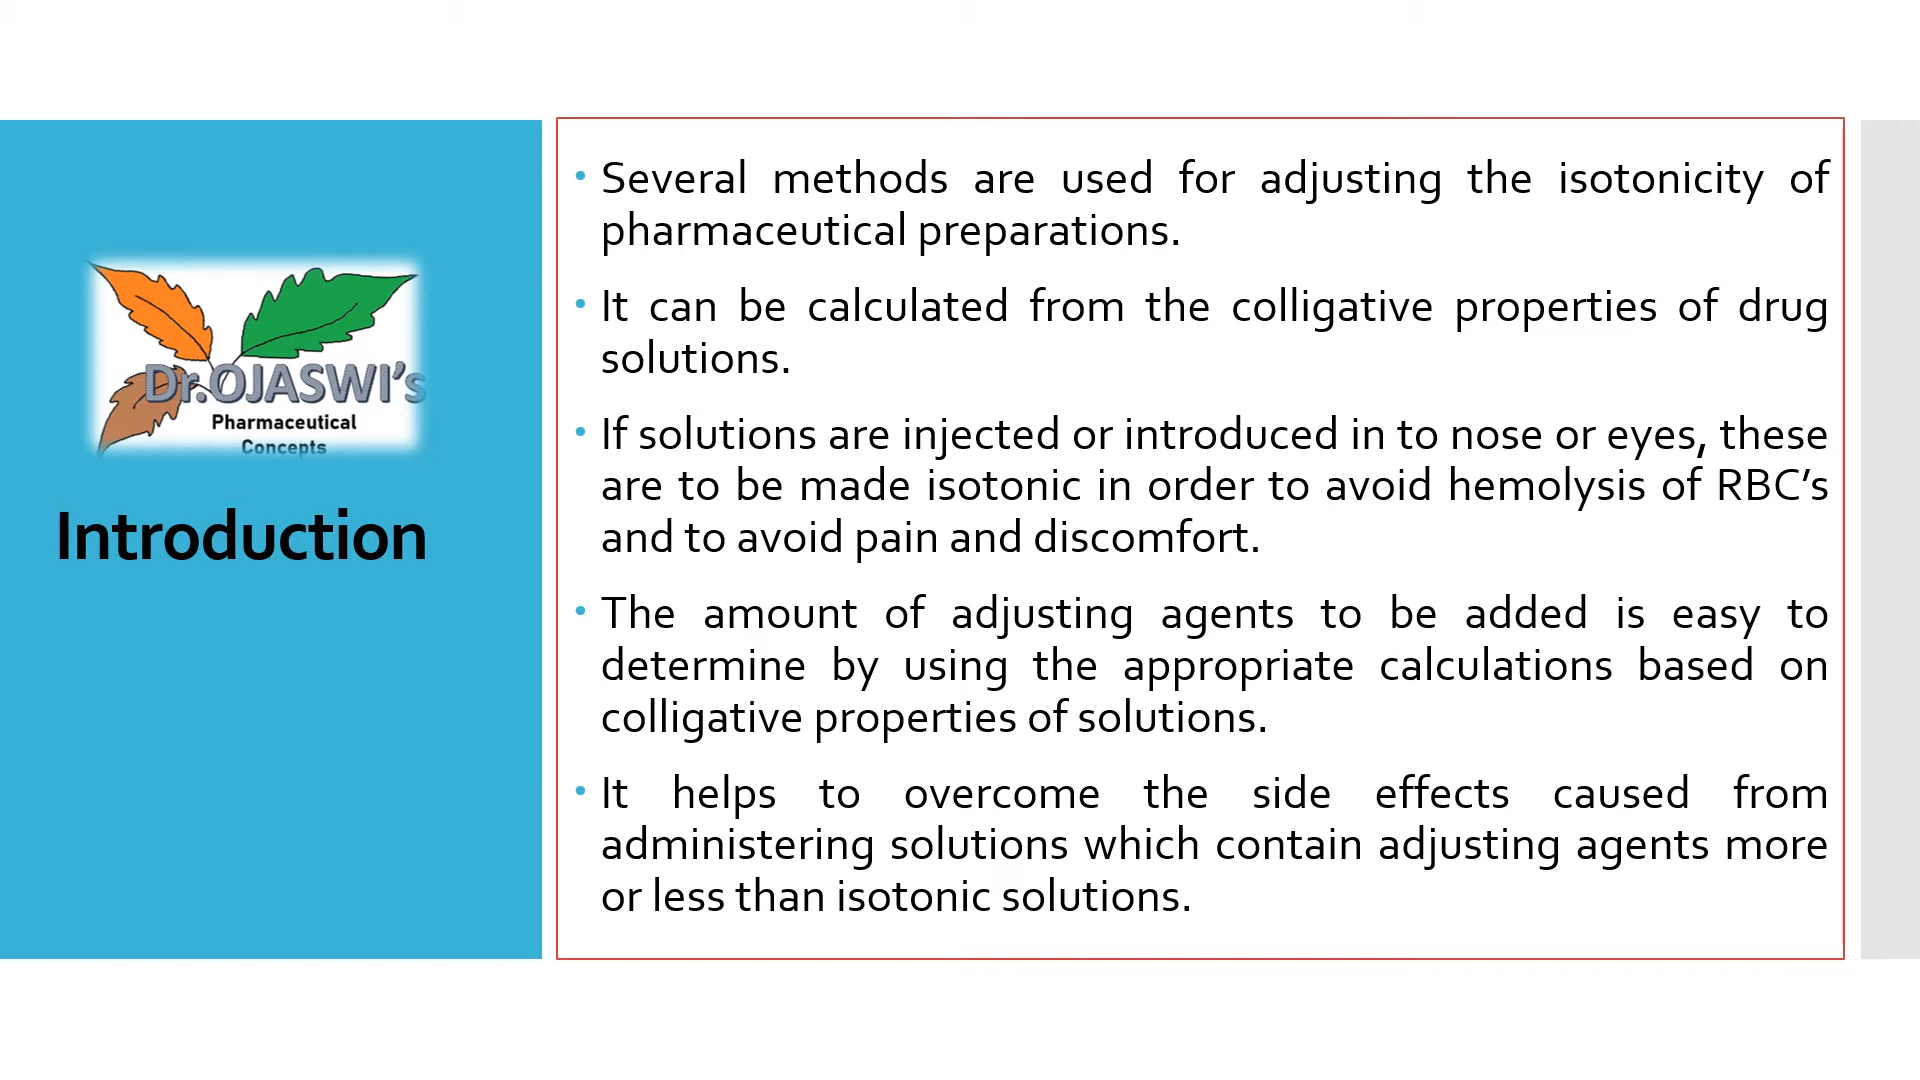 Dr.OJASWI’s
Pharmaceutical
Concepts
Introduction
• Several methods are used for adjusting the isotonicity of
pharmaceutical preparations.
• It can be calculated from the colligative properties of drug
solutions.
• If solutions are injected or introduced in to nose or eyes, these
are to be made isotonic in order to avoid hemolysis of RBC’s
and to avoid pain and discomfort.
• The amount of adjusting agents to be added is easy to
determine by using the appropriate calculations based on
colligative properties of solutions.
• It helps to overcome the side effects caused from
administering solutions which contain adjusting agents more
or less than isotonic solutions.